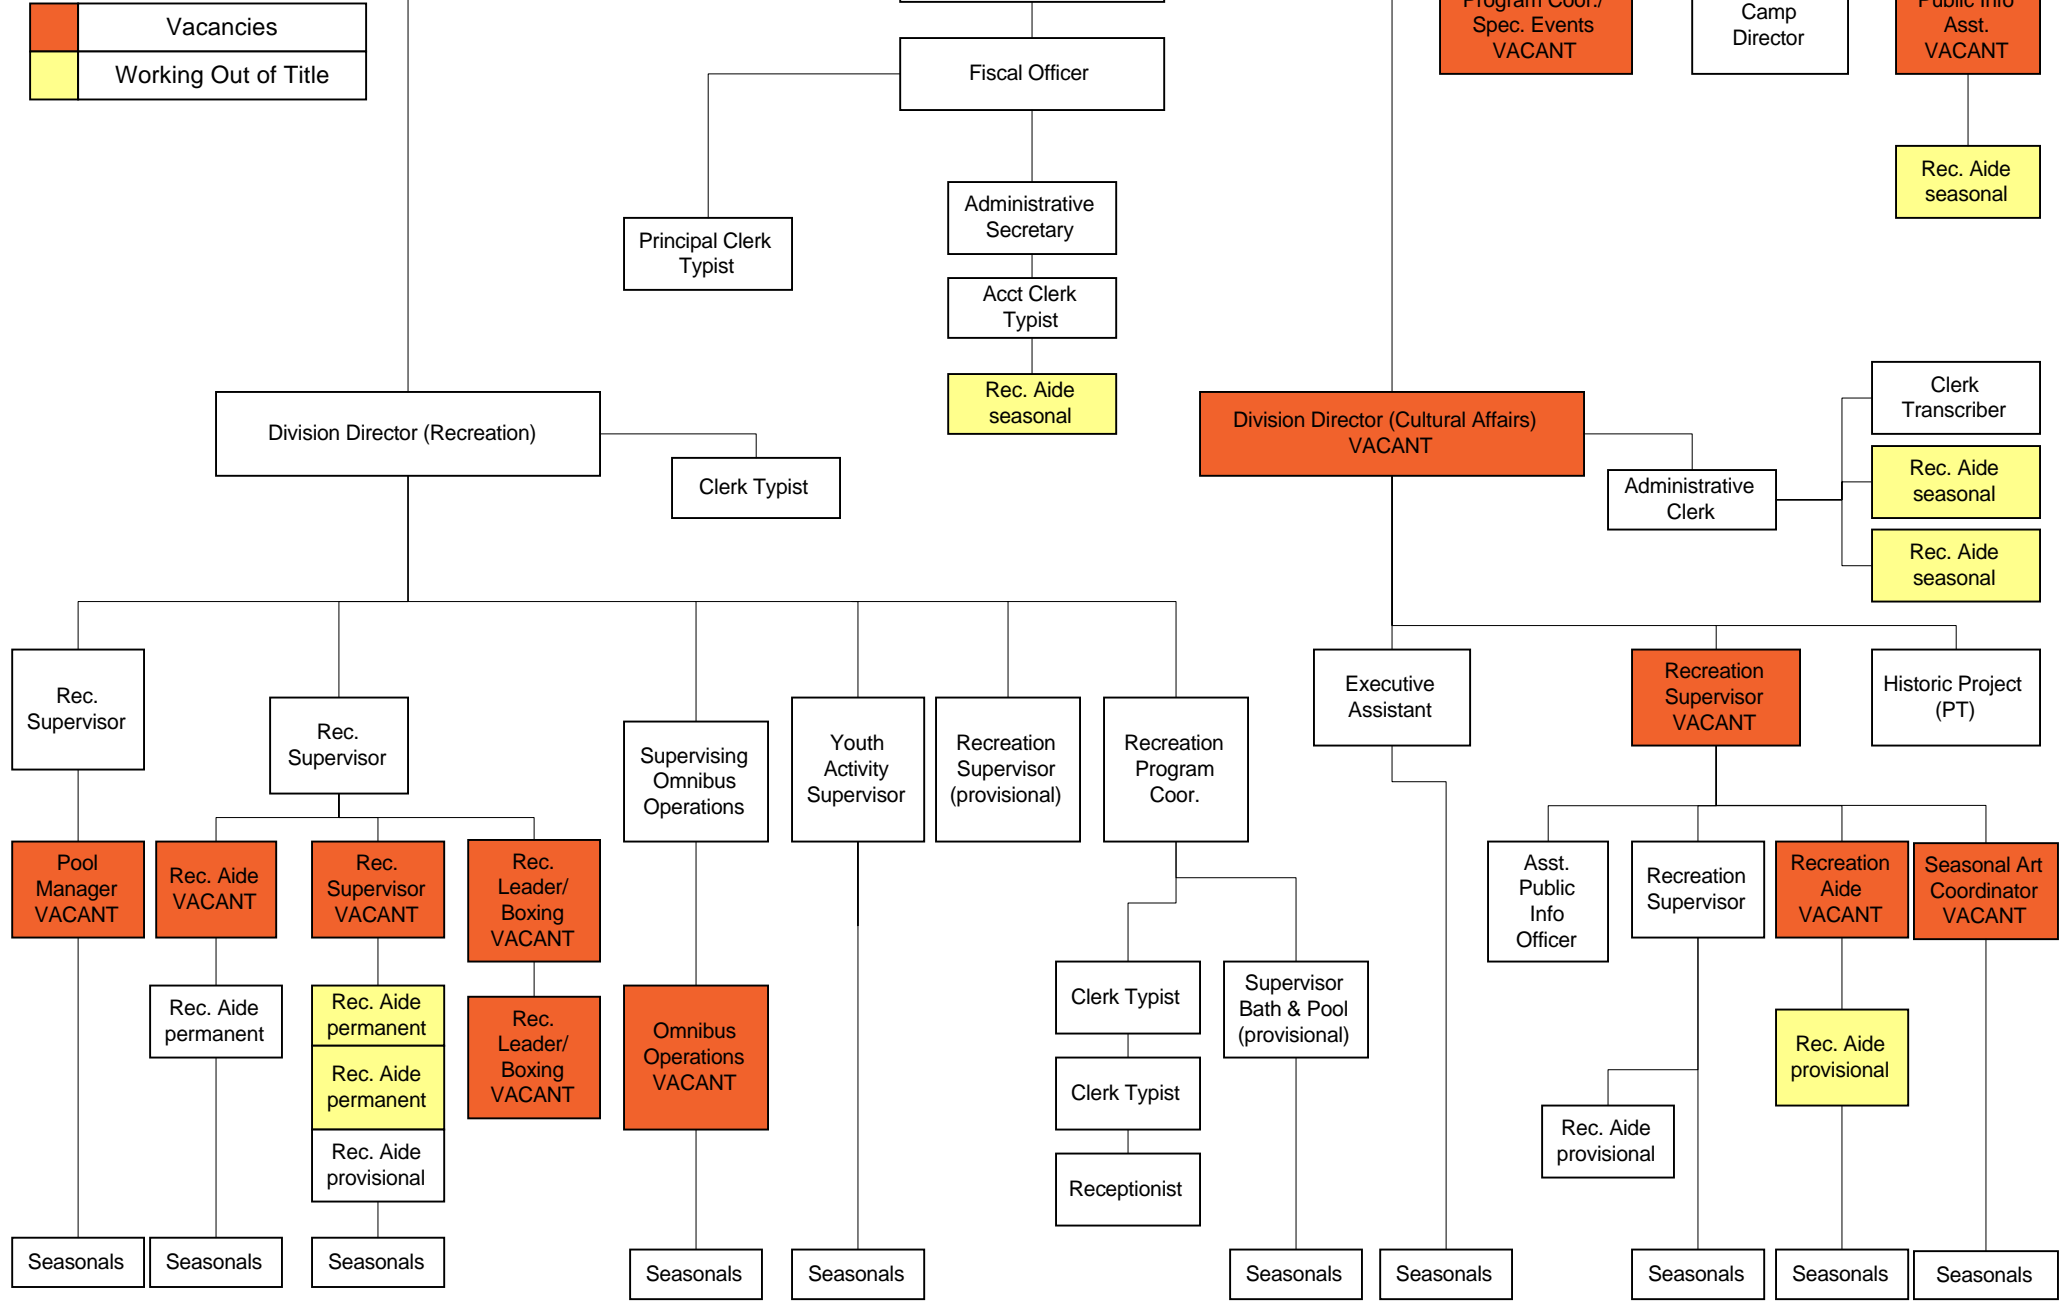 Vacancies
Working Out of Title
Program Coor./
Spec. Events
VACANT
Camp
Director
Public Info
Asst.
VACANT
Fiscal Officer
Rec. Aide
seasonal
Administrative
Secretary
Principal Clerk
Typist
Acct Clerk
Typist
Rec. Aide
seasonal
Division Director (Recreation)
Clerk Typist
Division Director (Cultural Affairs)
VACANT
Administrative
Clerk
Clerk
Transcriber
Rec. Aide
seasonal
Rec. Aide
seasonal
Rec.
Supervisor
Rec.
Supervisor
Supervising
Omnibus
Operations
Youth
Activity
Supervisor
Recreation
Supervisor
(provisional)
Recreation
Program
Coor.
Executive
Assistant
Recreation
Supervisor
VACANT
Historic Project
(PT)
Pool
Manager
VACANT
Rec. Aide
VACANT
Rec.
Supervisor
VACANT
Rec.
Leader/
Boxing
VACANT
Asst.
Public
Info
Officer
Recreation
Supervisor
Recreation
Aide
VACANT
Seasonal Art
Coordinator
VACANT
Rec. Aide
permanent
Rec. Aide
permanent
Rec. Aide
permanent
Rec. Aide
provisional
Rec.
Leader/
Boxing
VACANT
Omnibus
Operations
VACANT
Clerk Typist
Supervisor
Bath & Pool
(provisional)
Clerk Typist
Receptionist
Rec. Aide
provisional
Rec. Aide
provisional
Seasonals
Seasonals
Seasonals
Seasonals
Seasonals
Seasonals
Seasonals
Seasonals
Seasonals
Seasonals